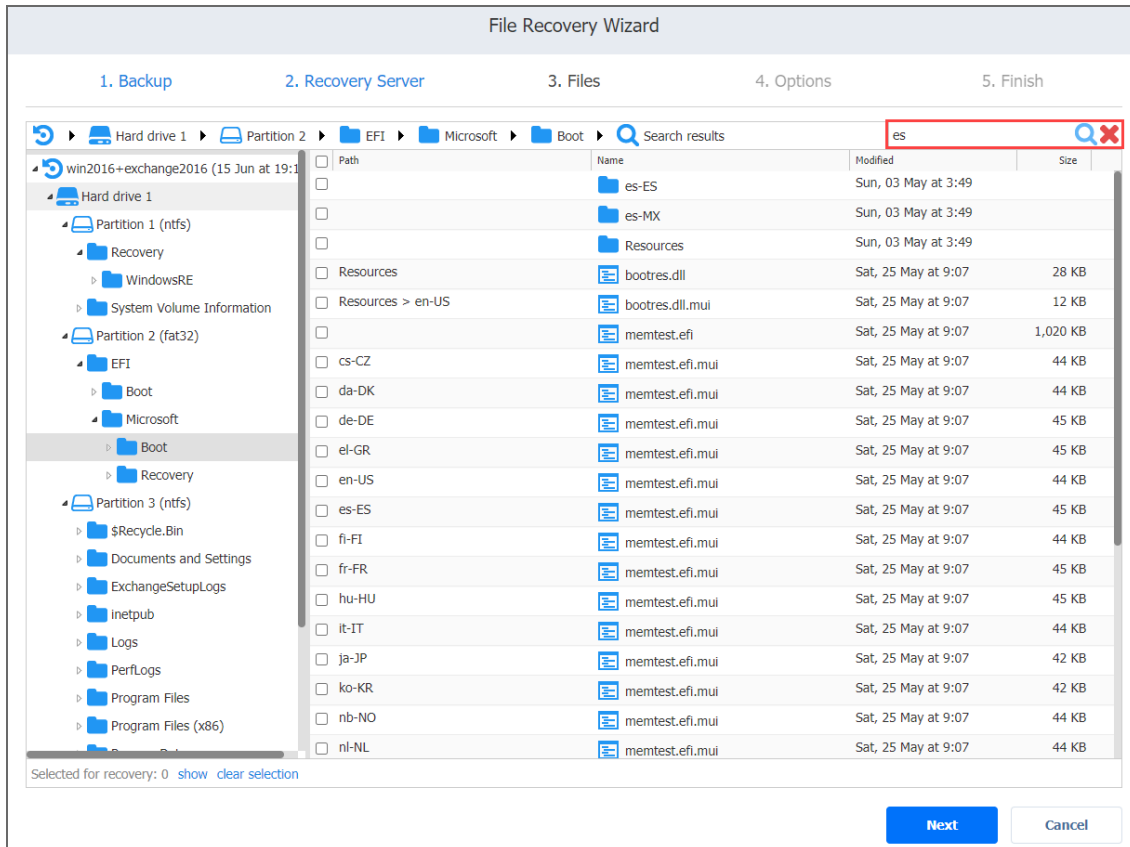 File Recovery Wizard
1. Backup 2. Recovery Server 3. Files 4. Options 5. Finish
Hard drive 1 Partition 2 EFI Microsoft Boot Search results es
win2016+exchange2016 (15 Jun at 19:1
Hard drive 1
Partition 1 (ntfs)
Recovery
WindowsRE
System Volume Information
Partition 2 (fat32)
EFI
Boot
Microsoft
Boot
Recovery
Partition 3 (ntfs)
$Recycle.Bin
Documents and Settings
ExchangeSetupLogs
inetpub
Logs
PerfLogs
Program Files
Program Files (x86)
Path Name Modified Size
es-ES Sun, 03 May at 3:49
es-MX Sun, 03 May at 3:49
Resources Sun, 03 May at 3:49
Resources bootres.dll Sat, 25 May at 9:07 28 KB
Resources > en-US bootres.dll.mui Sat, 25 May at 9:07 12 KB
memtest.efi Sat, 25 May at 9:07 1,020 KB
cs-CZ memtest.efi.mui Sat, 25 May at 9:07 44 KB
da-DK memtest.efi.mui Sat, 25 May at 9:07 44 KB
de-DE memtest.efi.mui Sat, 25 May at 9:07 45 KB
el-GR memtest.efi.mui Sat, 25 May at 9:07 45 KB
en-US memtest.efi.mui Sat, 25 May at 9:07 44 KB
es-ES memtest.efi.mui Sat, 25 May at 9:07 45 KB
fi-FI memtest.efi.mui Sat, 25 May at 9:07 44 KB
fr-FR memtest.efi.mui Sat, 25 May at 9:07 45 KB
hu-HU memtest.efi.mui Sat, 25 May at 9:07 45 KB
it-IT memtest.efi.mui Sat, 25 May at 9:07 44 KB
ja-JP memtest.efi.mui Sat, 25 May at 9:07 42 KB
ko-KR memtest.efi.mui Sat, 25 May at 9:07 42 KB
nb-NO memtest.efi.mui Sat, 25 May at 9:07 44 KB
nl-NL memtest.efi.mui Sat, 25 May at 9:07 44 KB
Selected for recovery: 0 show clear selection
Next Cancel